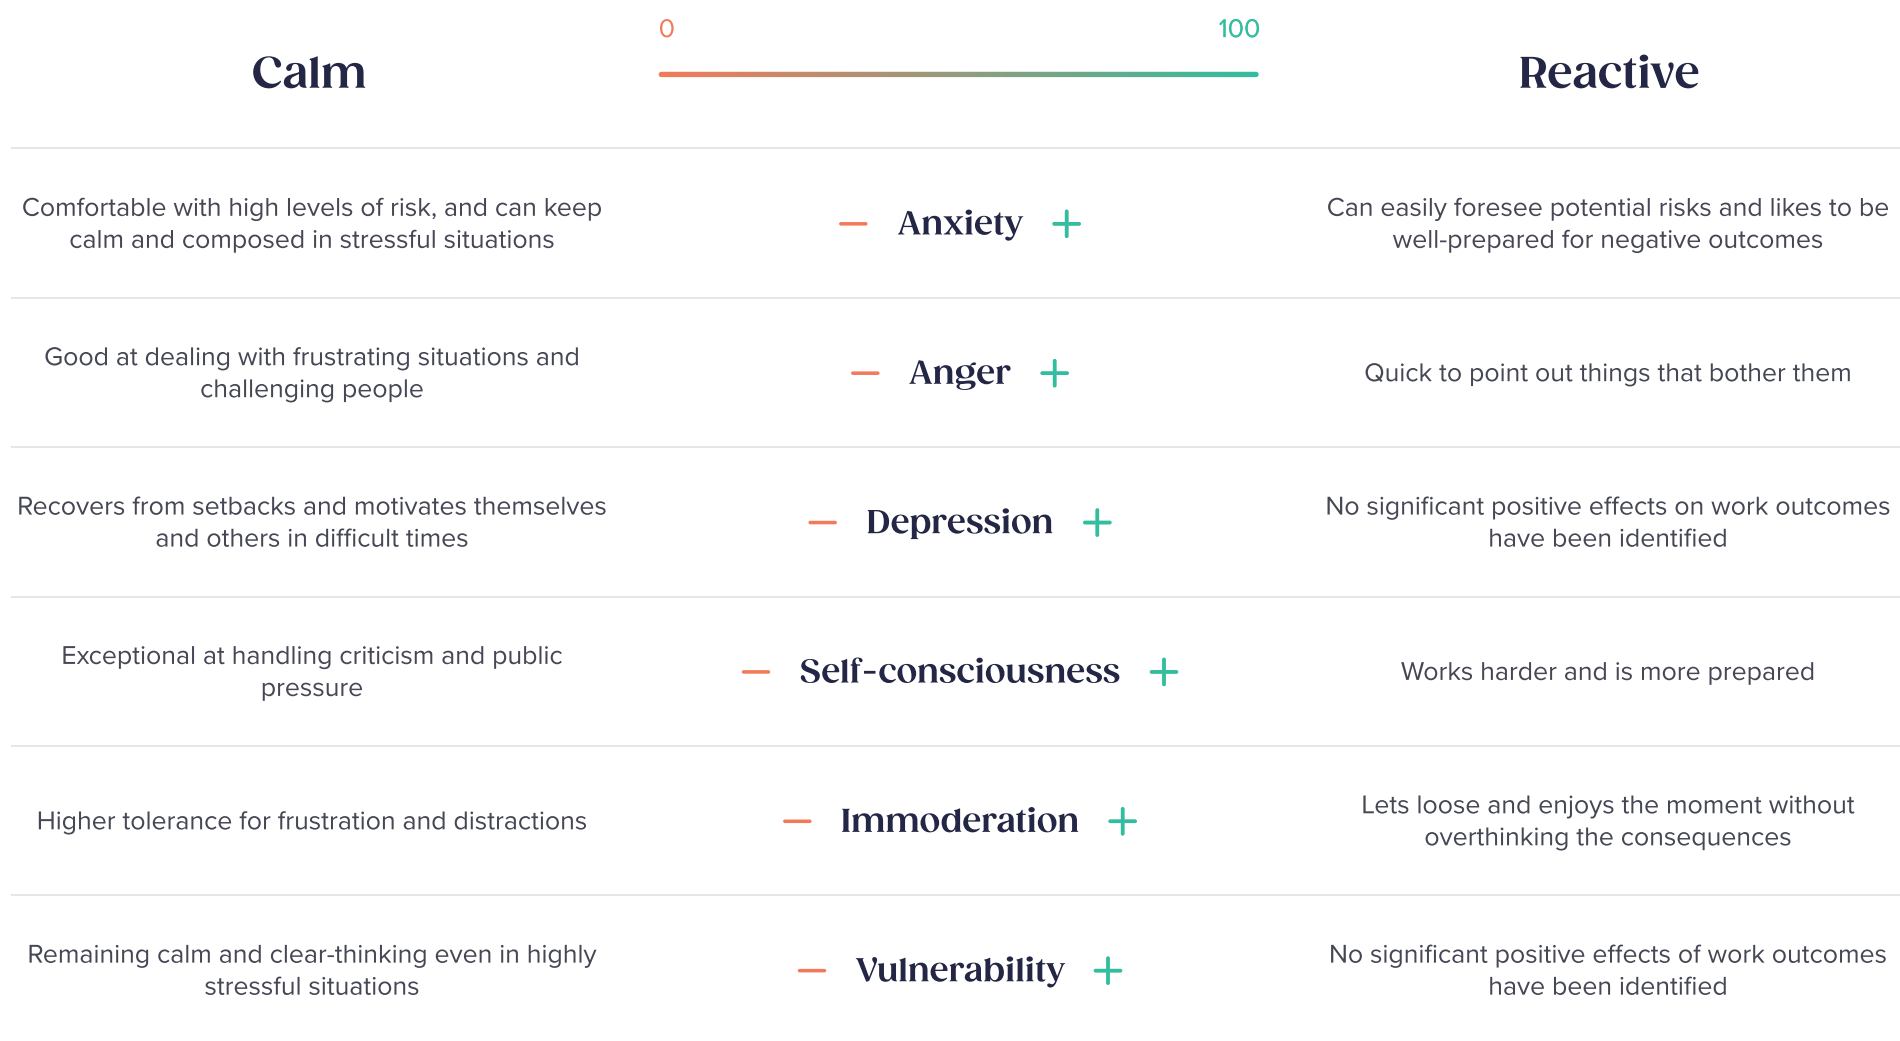 0
100
Calm
Reactive
Comfortable with high levels of risk, and can keep
calm and composed in stressful situations
− Anxiety +
Can easily foresee potential risks and likes to be
well-prepared for negative outcomes
Good at dealing with frustrating situations and
challenging people
− Anger +
Quick to point out things that bother them
Recovers from setbacks and motivates themselves
and others in difficult times
− Depression +
No significant positive effects on work outcomes
have been identified
Exceptional at handling criticism and public
pressure
− Self-consciousness +
Works harder and is more prepared
Higher tolerance for frustration and distractions
− Immoderation +
Lets loose and enjoys the moment without
overthinking the consequences
Remaining calm and clear-thinking even in highly
stressful situations
− Vulnerability +
No significant positive effects of work outcomes
have been identified